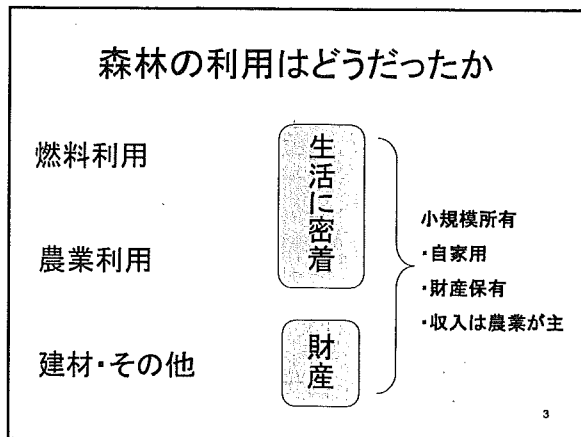 森林の利用はどうだったか
燃料利用
農業利用
建材・その他
生活に密着
財産
小規模所有
・自家用
・財産保有
・収入は農業が主
3